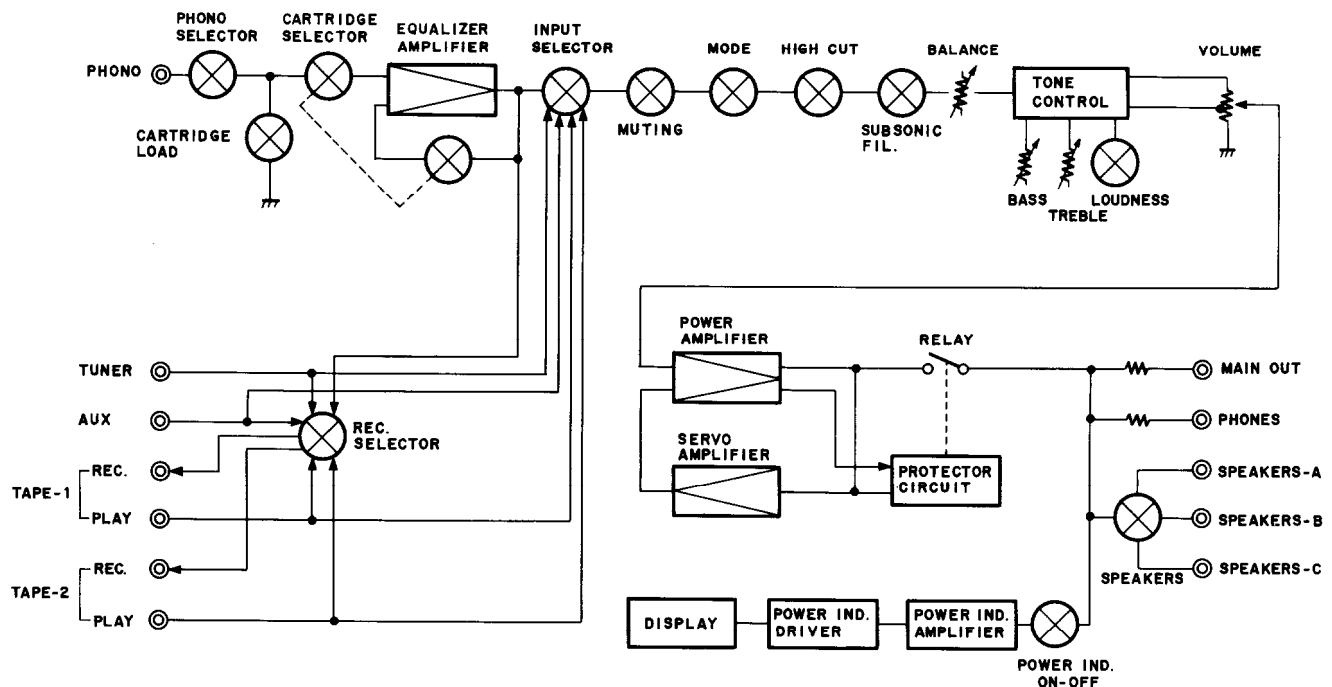 PHONO
SELECTOR
CARTRIDGE
SELECTOR
EQUALIZER
AMPLIFIER
INPUT
SELECTOR
MODE
HIGH CUT
BALANCE
VOLUME
PHONO
TONE
CONTROL
CARTRIDGE
LOAD
MUTING
SUBSONIC
FIL.
BASS
TREBLE
LOUDNESS
POWER
AMPLIFIER
RELAY
TUNER
MAIN OUT
AUX
REC.
SELECTOR
PHONES
SERVO
AMPLIFIER
PROTECTOR
CIRCUIT
TAPE-1
REC.
PLAY
SPEAKERS-A
SPEAKERS-B
SPEAKERS-C
SPEAKERS
TAPE-2
REC.
PLAY
DISPLAY
POWER IND.
DRIVER
POWER IND.
AMPLIFIER
POWER IND.
ON-OFF